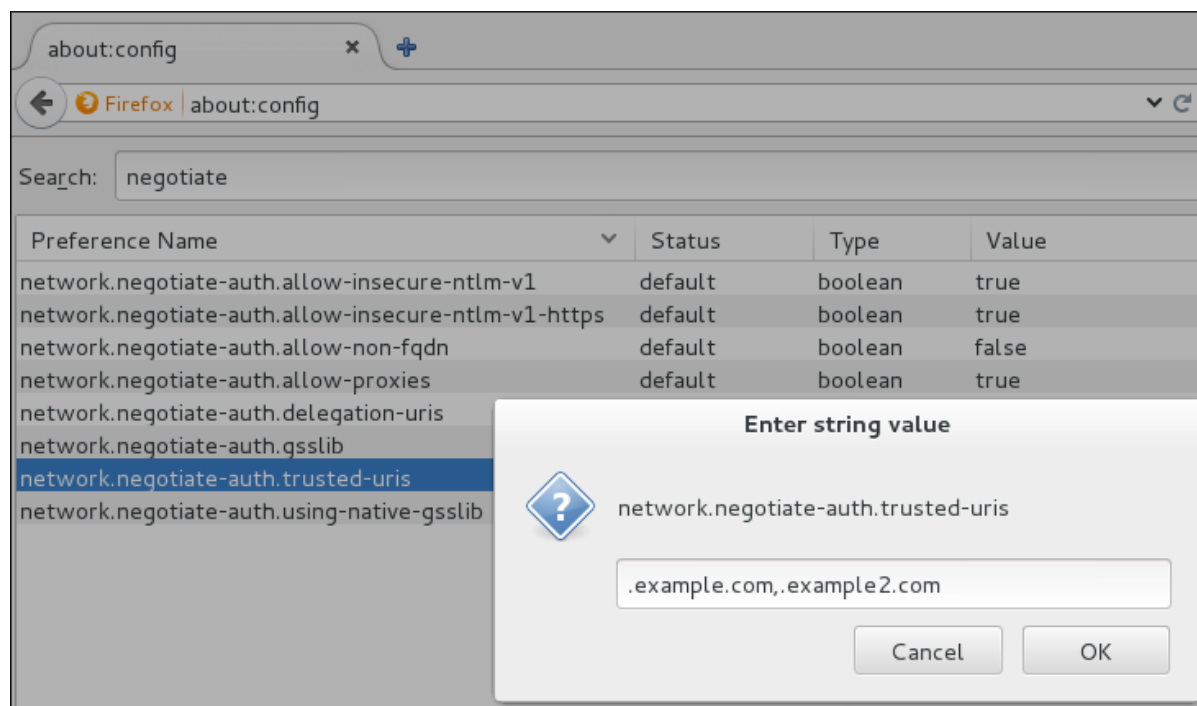 about:config
Firefox about:config
Search: negotiate
Preference Name Status Type Value
network.negotiate-auth.allow-insecure-ntlm-v1 default boolean true
network.negotiate-auth.allow-insecure-ntlm-v1-https default boolean true
network.negotiate-auth.allow-non-fqdn default boolean false
network.negotiate-auth.allow-proxies default boolean true
network.negotiate-auth.delegation-uris
network.negotiate-auth.gsslib
network.negotiate-auth.trusted-uris
network.negotiate-auth.using-native-gsslib
Enter string value
network.negotiate-auth.trusted-uris
.example.com,.example2.com
Cancel OK